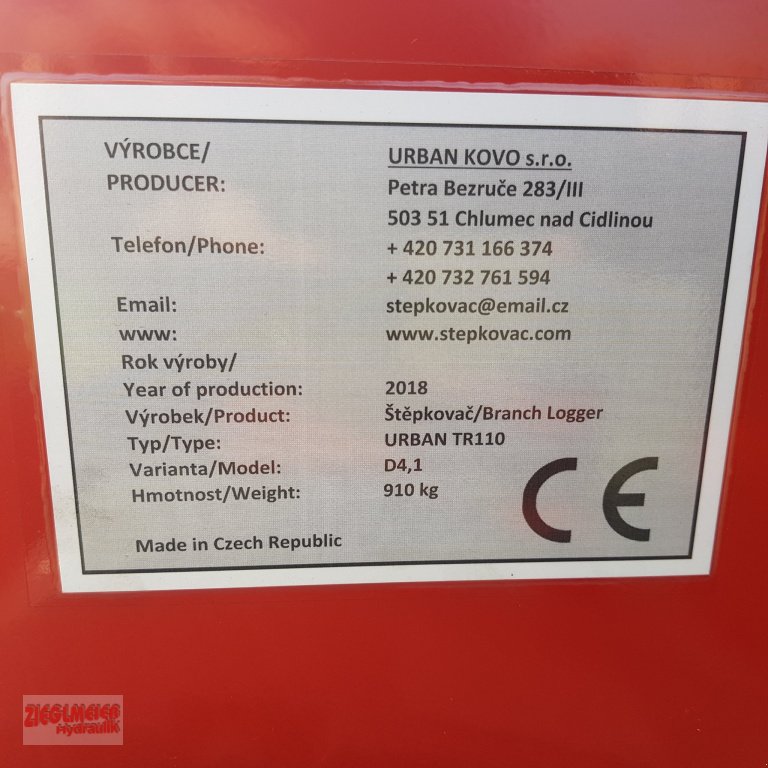 VÝROBCE/
PRODUCER:
URBAN KOVO s.r.o.
Petra Bezruče 283/III
503 51 Chlumec nad Cidlinou
Telefon/Phone: + 420 731 166 374
+ 420 732 761 594
Email: stepkovac@email.cz
www: www.stepkovac.com
Rok výroby/
Year of production: 2018
Výrobek/Product: Štěpkovač/Branch Logger
Typ/Type: URBAN TR110
Varianta/Model: D4,1
Hmotnost/Weight: 910 kg
CE
Made in Czech Republic
ZIEGLMEIER
Hydraulik